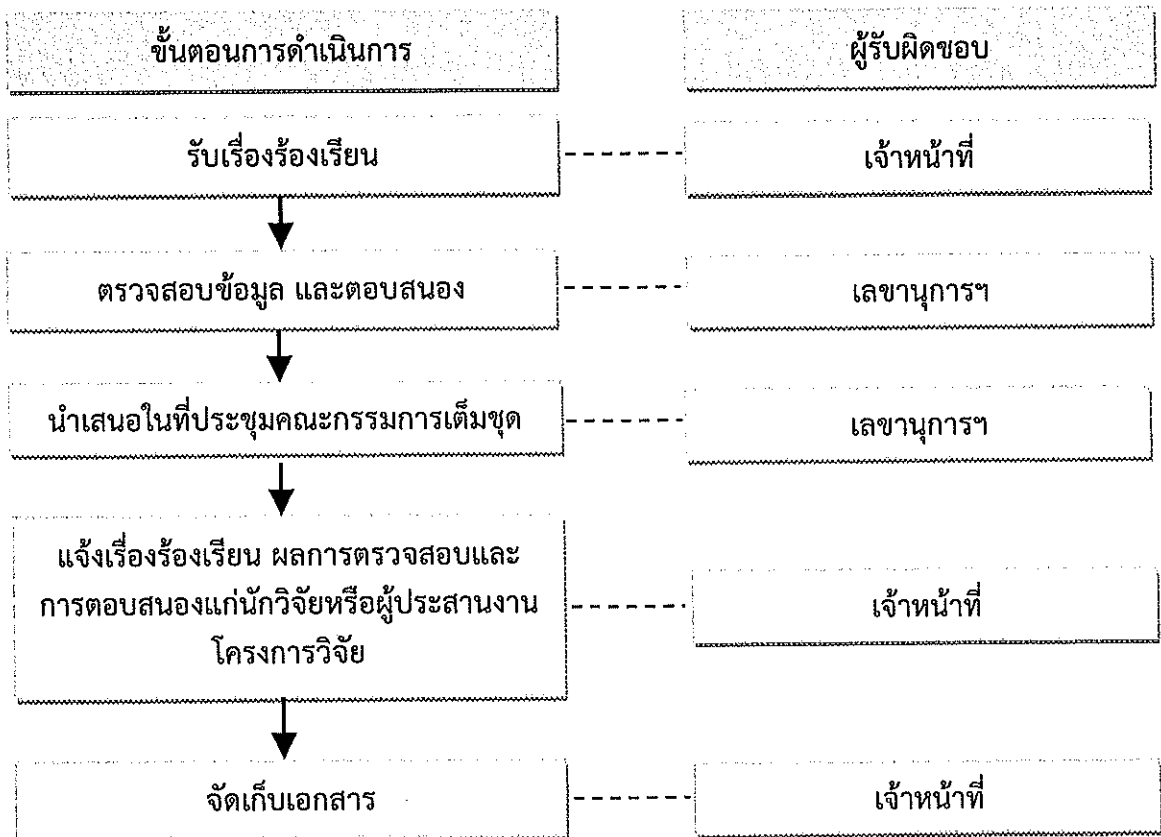 ขั้นตอนการดำเนินการ
ผู้รับผิดชอบ
รับเรื่องร้องเรียน
เจ้าหน้าที่
ตรวจสอบข้อมูล และตอบสนอง
เลขานุการฯ
นำเสนอในที่ประชุมคณะกรรมการเต็มชุด
เลขานุการฯ
แจ้งเรื่องร้องเรียน ผลการตรวจสอบและ
การตอบสนองแก่นักวิจัยหรือผู้ประสานงาน
โครงการวิจัย
เจ้าหน้าที่
จัดเก็บเอกสาร
เจ้าหน้าที่